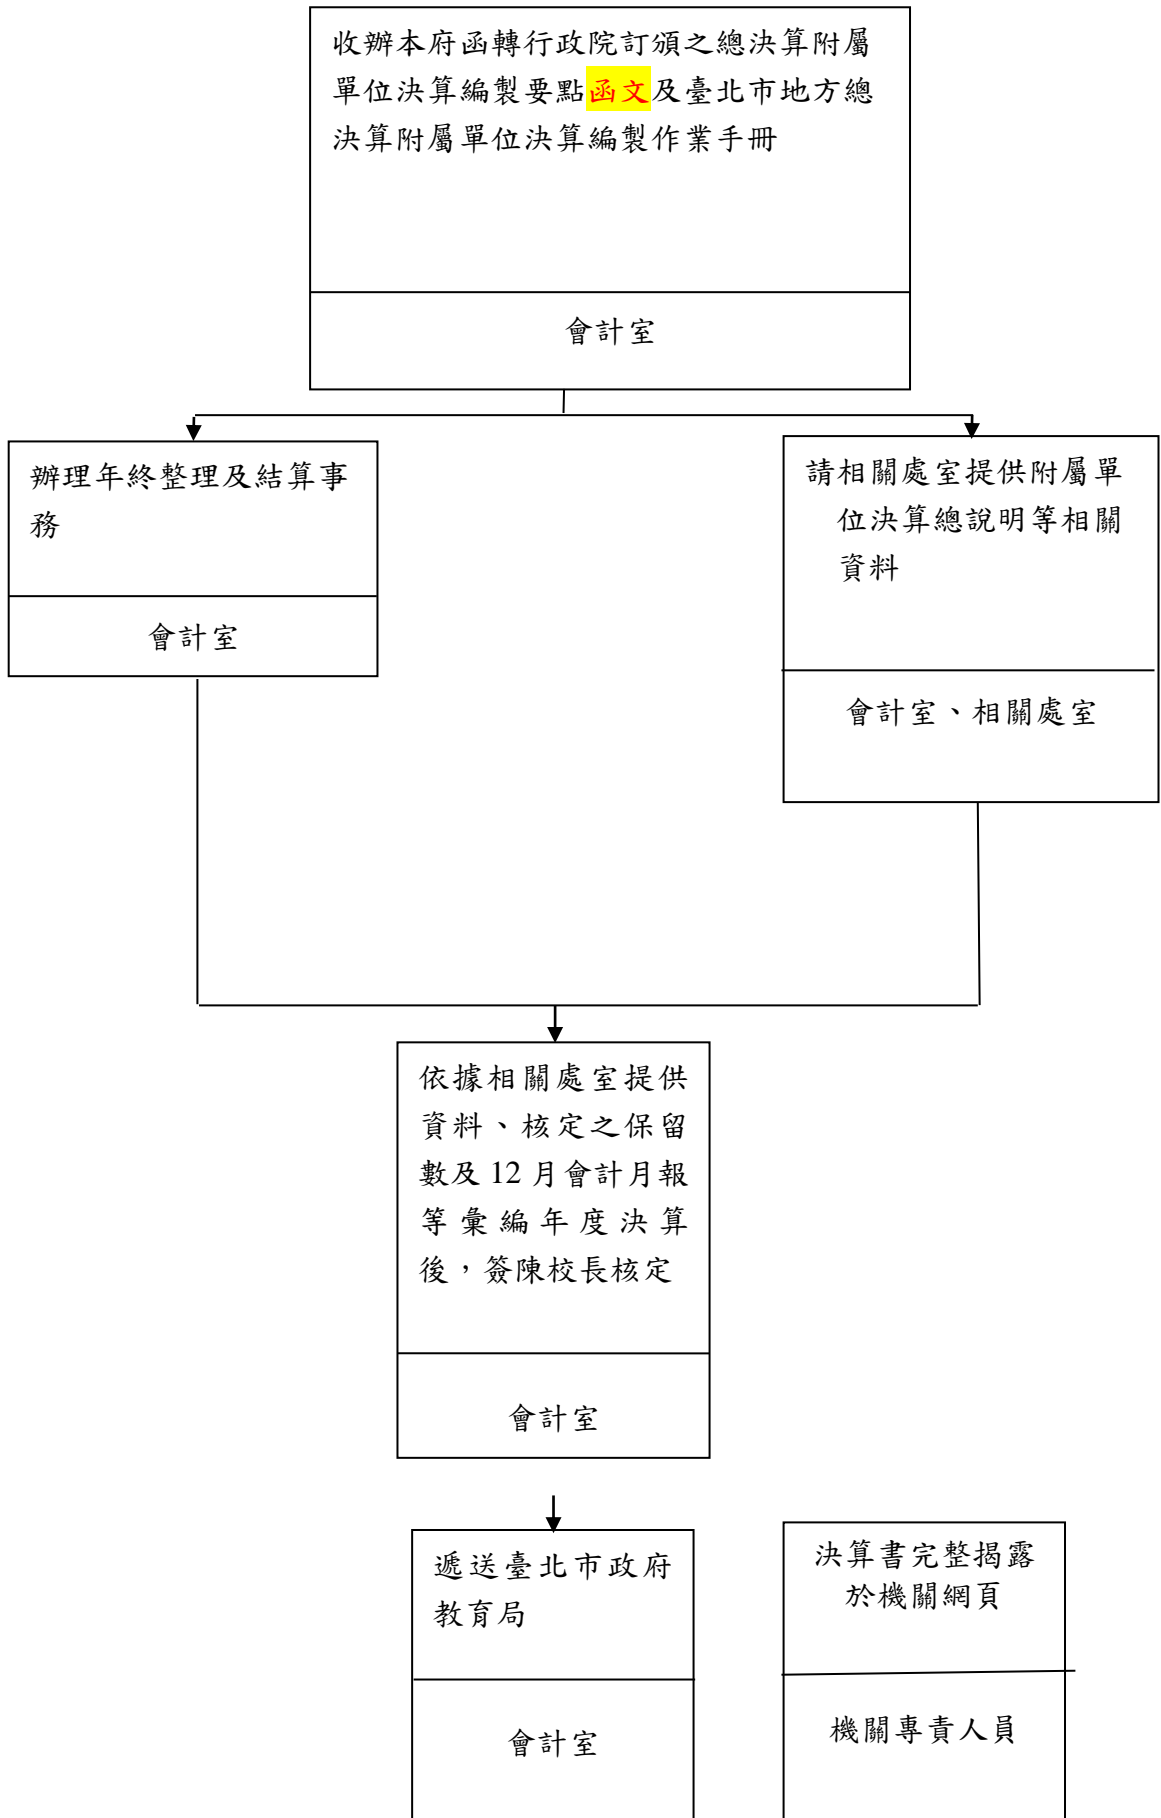 收辦本府函轉行政院訂頒之總決算附屬
單位決算編製要點函文及臺北市地方總
決算附屬單位決算編製作業手冊
會計室
辦理年終整理及結算事
務
會計室
請相關處室提供附屬單
位決算總說明等相關
資料
會計室、相關處室
依據相關處室提供
資料、核定之保留
數及 12 月會計月報
等彙編年度決算
後，簽陳校長核定
會計室
遞送臺北市政府
教育局
會計室
決算書完整揭露
於機關網頁
機關專責人員